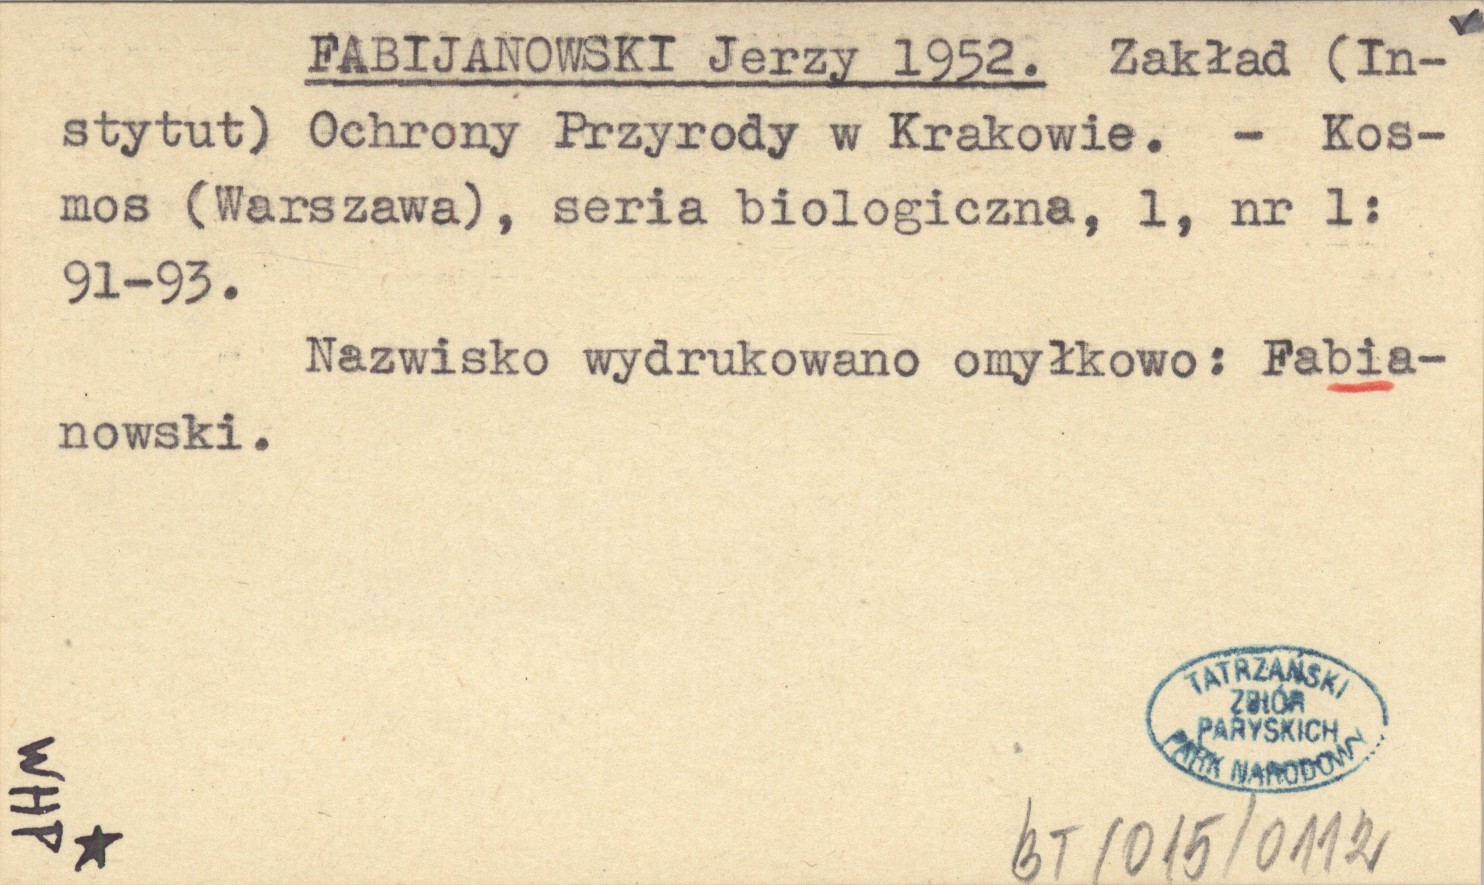 FABIJANOWSKI Jerzy 1952. Zakład (In-
stytut) Ochrony Przyrody w Krakowie. - Kos-
mos (Warszawa), seria biologiczna, 1, nr 1:
91-93.
Nazwisko wydrukowano omyłkowo: Fabia-
nowski.
TATRZAŃSKI
ZBIÓR
PARYSKICH
PARK NARODOWY
WHP
BT/015/0112